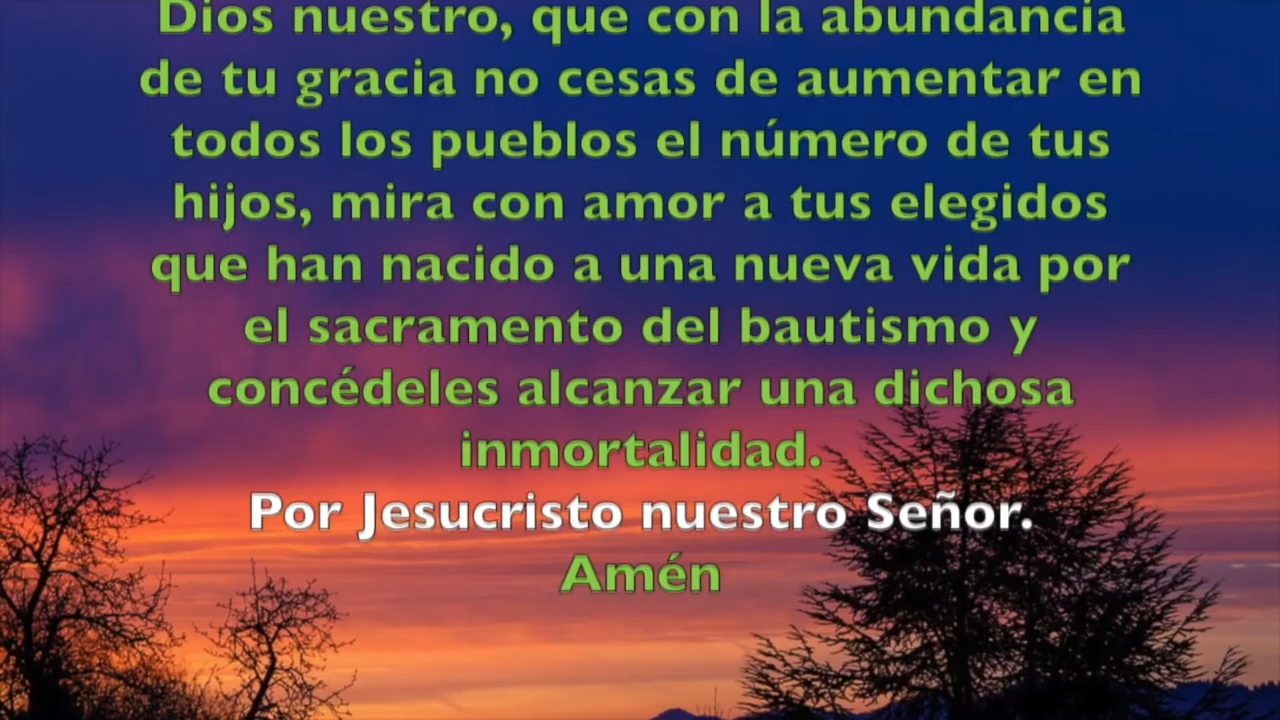 Dios nuestro, que con la abundancia
de tu gracia no cesas de aumentar en
todos los pueblos el número de tus
hijos, mira con amor a tus elegidos
que han nacido a una nueva vida por
el sacramento del bautismo y
concédeles alcanzar una dichosa
inmortalidad.
Por Jesucristo nuestro Señor.
Amén